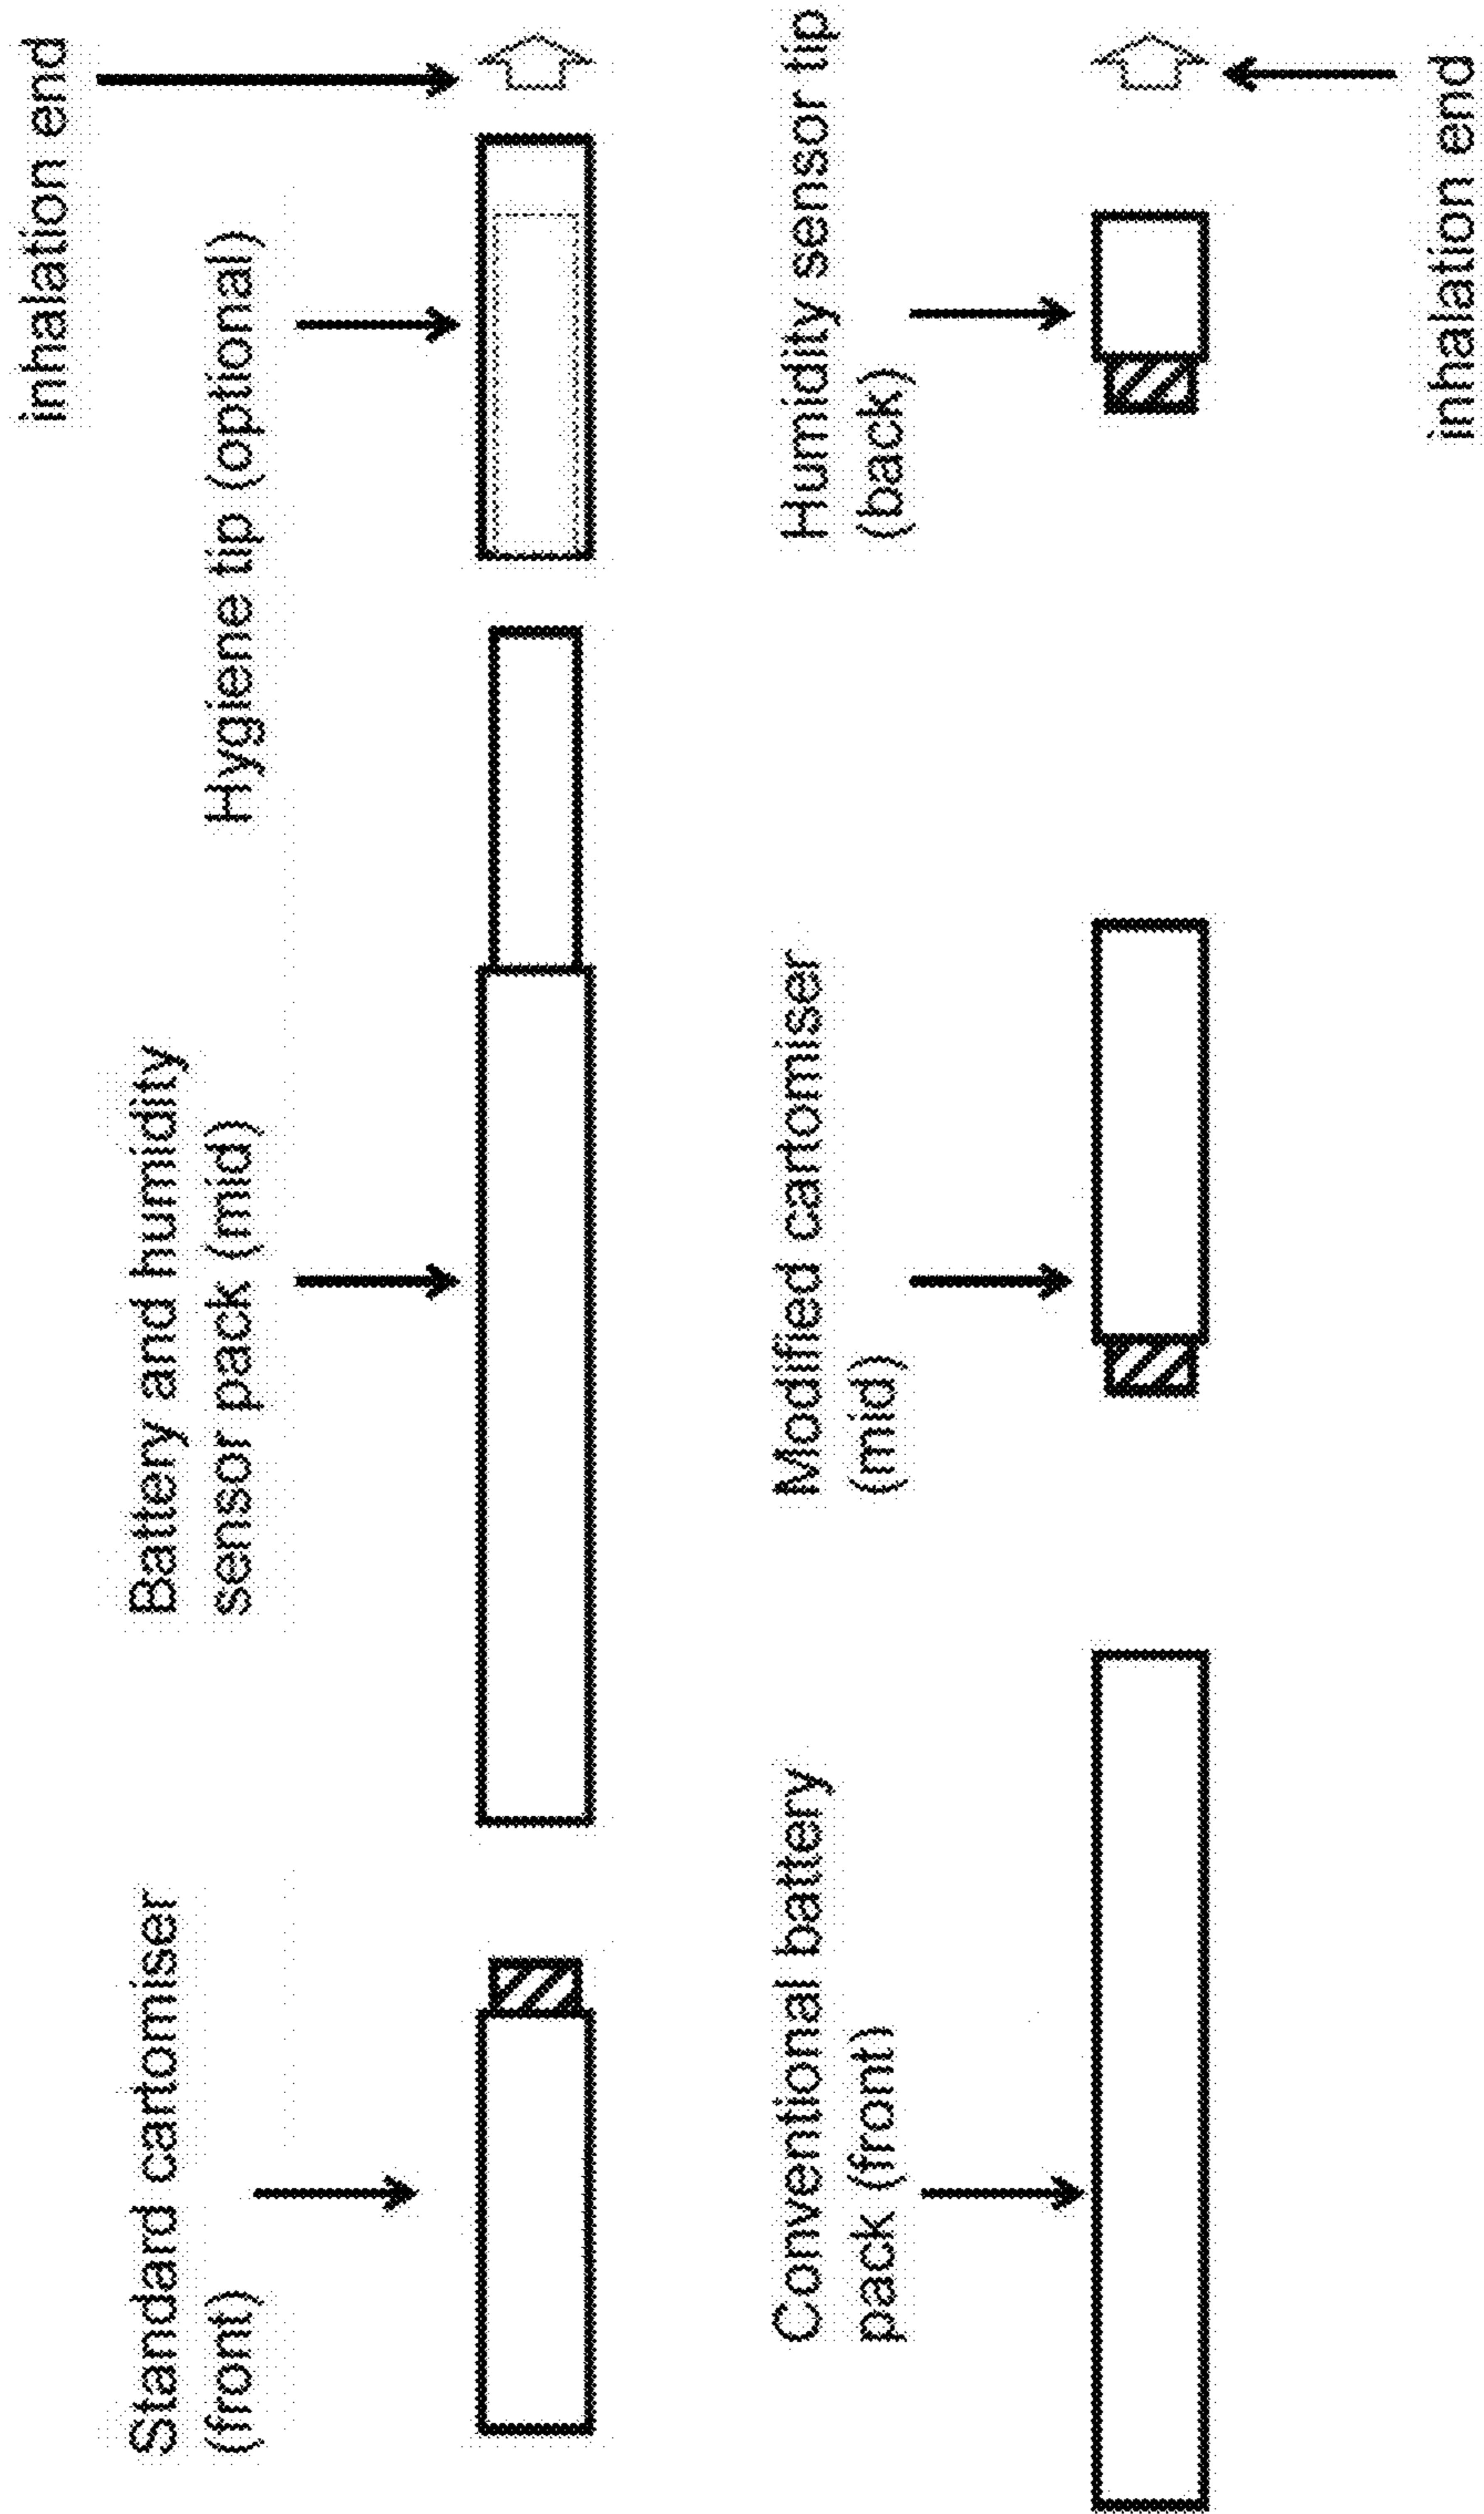 Standard cartomiser
(front)
Battery and humidity
sensor pack (mid)
Hygiene tip (optional)
inhalation end
Conventional battery
pack (front)
Modified cartomiser
(mid)
Humidity sensor tip
(back)
inhalation end